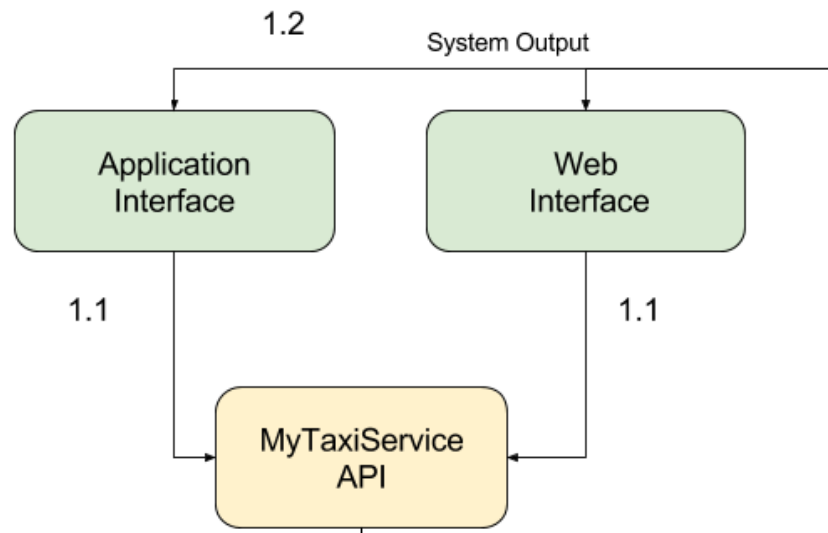 1.2
System Output
Application
Interface
Web
Interface
1.1
1.1
MyTaxiService
API